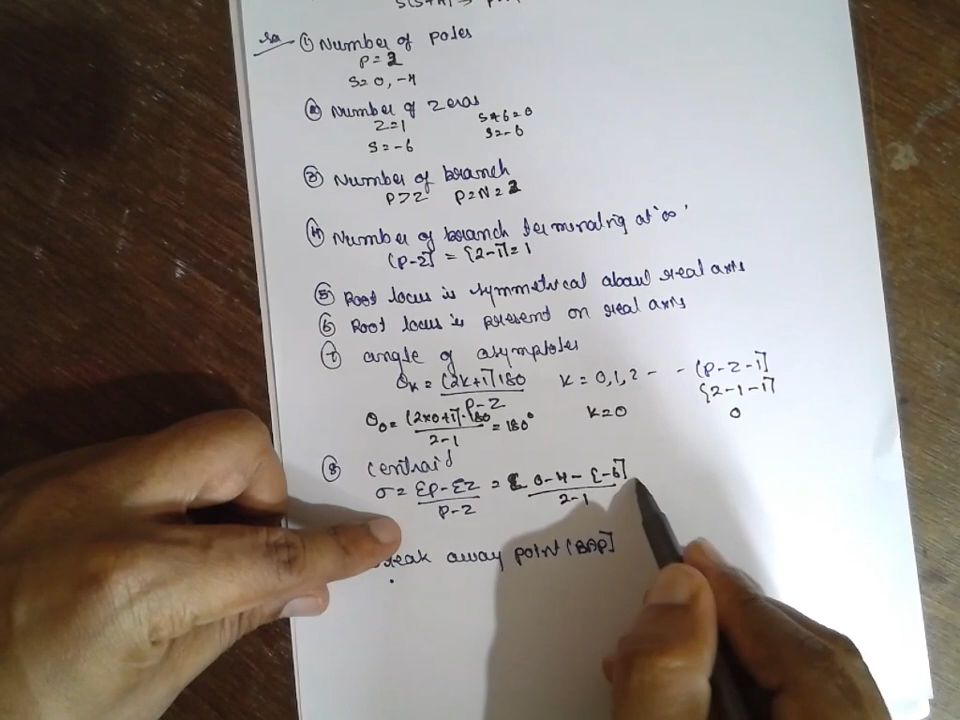 s(s+4)
① Number of poles
P = 2
S = 0, -4
② Number of zeros
Z = 1 S+6=0
S = -6 S = -6
③ Number of branch
P>Z P=N=2
④ Number of branch terminating at '∞'
(P-Z) = (2-1) = 1
⑤ Root locus is symmetrical about real axis
⑥ Root locus is present on real axis
⑦ angle of asymptotes
θk = (2k+1)180 / P-Z K = 0,1,2 - - (P-Z-1)
(2-1-1)
θ0 = (2x0+1)·180 / 2-1 = 180° K=0 0
⑧ Centroid
σ = ΣP-ΣZ / P-Z = 0-4-(-6) / 2-1
eak away point (BAP)